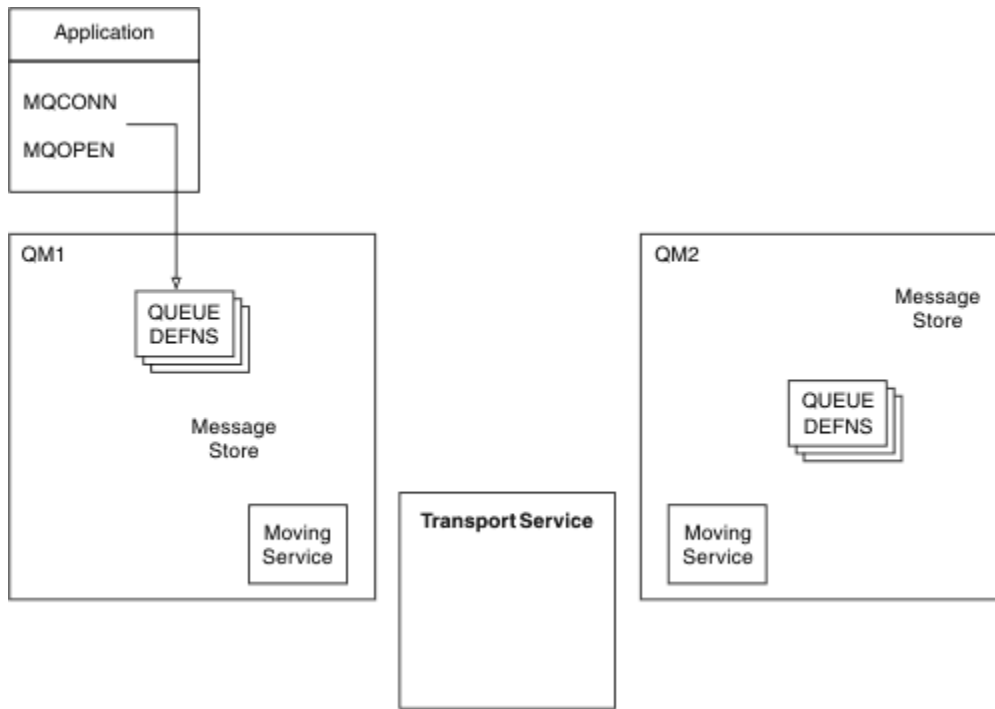 Application
MQCONN
MQOPEN
QM1
QUEUE
DEFNS
Message
Store
Moving
Service
Transport Service
QM2
Message
Store
QUEUE
DEFNS
Moving
Service